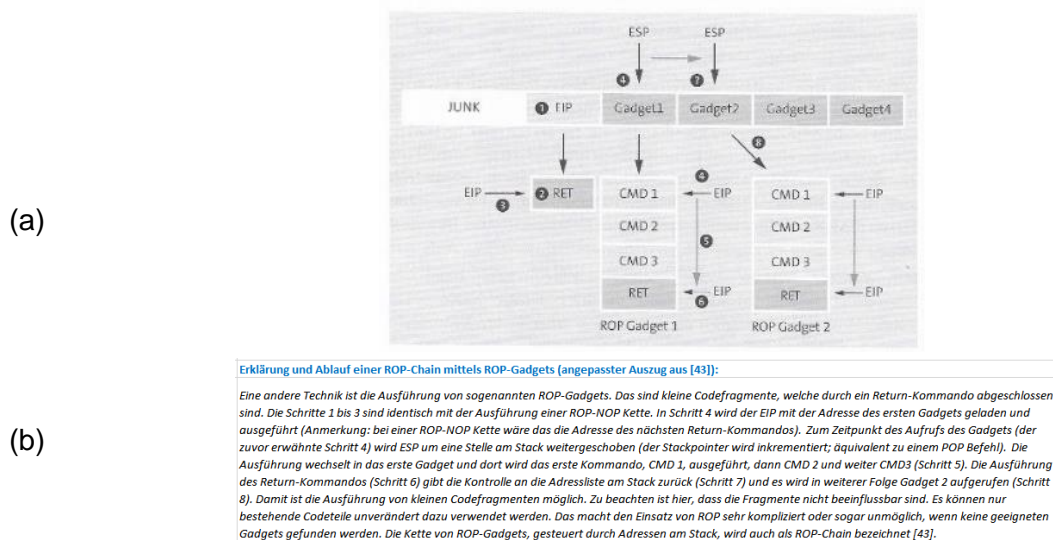 ESP ESP
4 7
JUNK 1 EIP Gadget1 Gadget2 Gadget3 Gadget4
8
EIP 3 2 RET CMD 1 4 EIP CMD 1 EIP
(a)
CMD 2 5 CMD 2
CMD 3 CMD 3
RET 6 EIP RET EIP
ROP Gadget 1 ROP Gadget 2
Erklärung und Ablauf einer ROP-Chain mittels ROP-Gadgets (angepasster Auszug aus [43]):
(b)
Eine andere Technik ist die Ausführung von sogenannten ROP-Gadgets. Das sind kleine Codefragmente, welche durch ein Return-Kommando abgeschlossen
sind. Die Schritte 1 bis 3 sind identisch mit der Ausführung einer ROP-NOP Kette. In Schritt 4 wird der EIP mit der Adresse des ersten Gadgets geladen und
ausgeführt (Anmerkung: bei einer ROP-NOP Kette wäre das die Adresse des nächsten Return-Kommandos). Zum Zeitpunkt des Aufrufs des Gadgets (der
zuvor erwähnte Schritt 4) wird ESP um eine Stelle am Stack weitergeschoben (der Stackpointer wird inkrementiert; äquivalent zu einem POP Befehl). Die
Ausführung wechselt in das erste Gadget und dort wird das erste Kommando, CMD 1, ausgeführt, dann CMD 2 und weiter CMD3 (Schritt 5). Die Ausführung
des Return-Kommandos (Schritt 6) gibt die Kontrolle an die Adressliste am Stack zurück (Schritt 7) und es wird in weiterer Folge Gadget 2 aufgerufen (Schritt
8). Damit ist die Ausführung von kleinen Codefragmenten möglich. Zu beachten ist hier, dass die Fragmente nicht beeinflussbar sind. Es können nur
bestehende Codeteile unverändert dazu verwendet werden. Das macht den Einsatz von ROP sehr kompliziert oder sogar unmöglich, wenn keine geeigneten
Gadgets gefunden werden. Die Kette von ROP-Gadgets, gesteuert durch Adressen am Stack, wird auch als ROP-Chain bezeichnet [43].